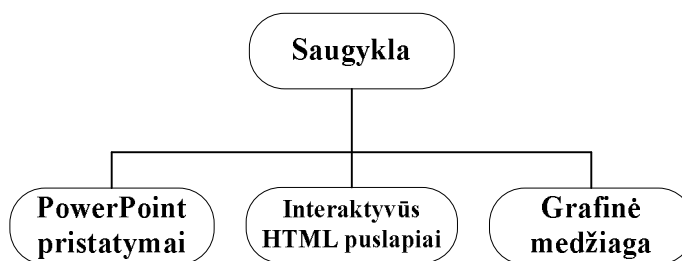 Saugykla
PowerPoint
pristatymai
Interaktyvūs
HTML puslapiai
Grafinė
medžiaga